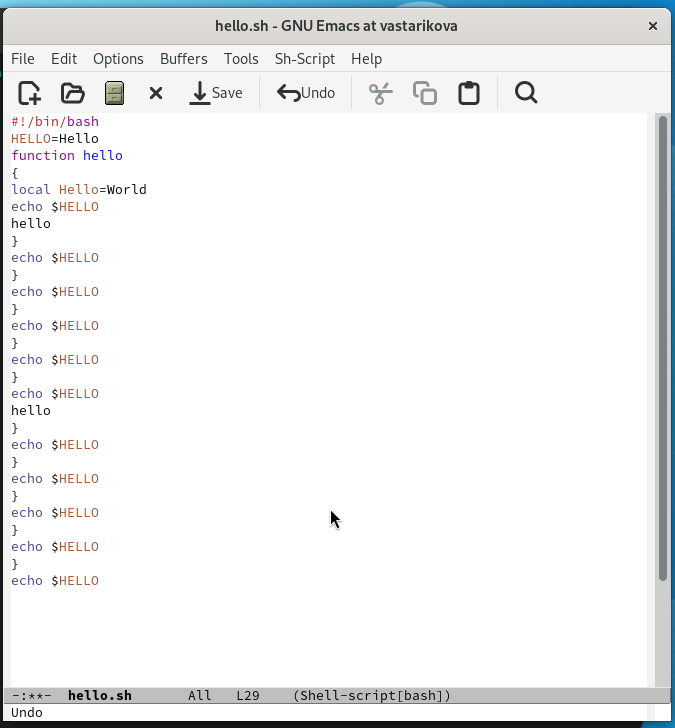 hello.sh - GNU Emacs at vastarikova
File Edit Options Buffers Tools Sh-Script Help
Save Undo
#!/bin/bash
HELLO=Hello
function hello
{
local Hello=World
echo $HELLO
hello
}
echo $HELLO
}
echo $HELLO
}
echo $HELLO
}
echo $HELLO
}
echo $HELLO
hello
}
echo $HELLO
}
echo $HELLO
}
echo $HELLO
}
echo $HELLO
}
echo $HELLO
-:**- hello.sh All L29 (Shell-script[bash])
Undo